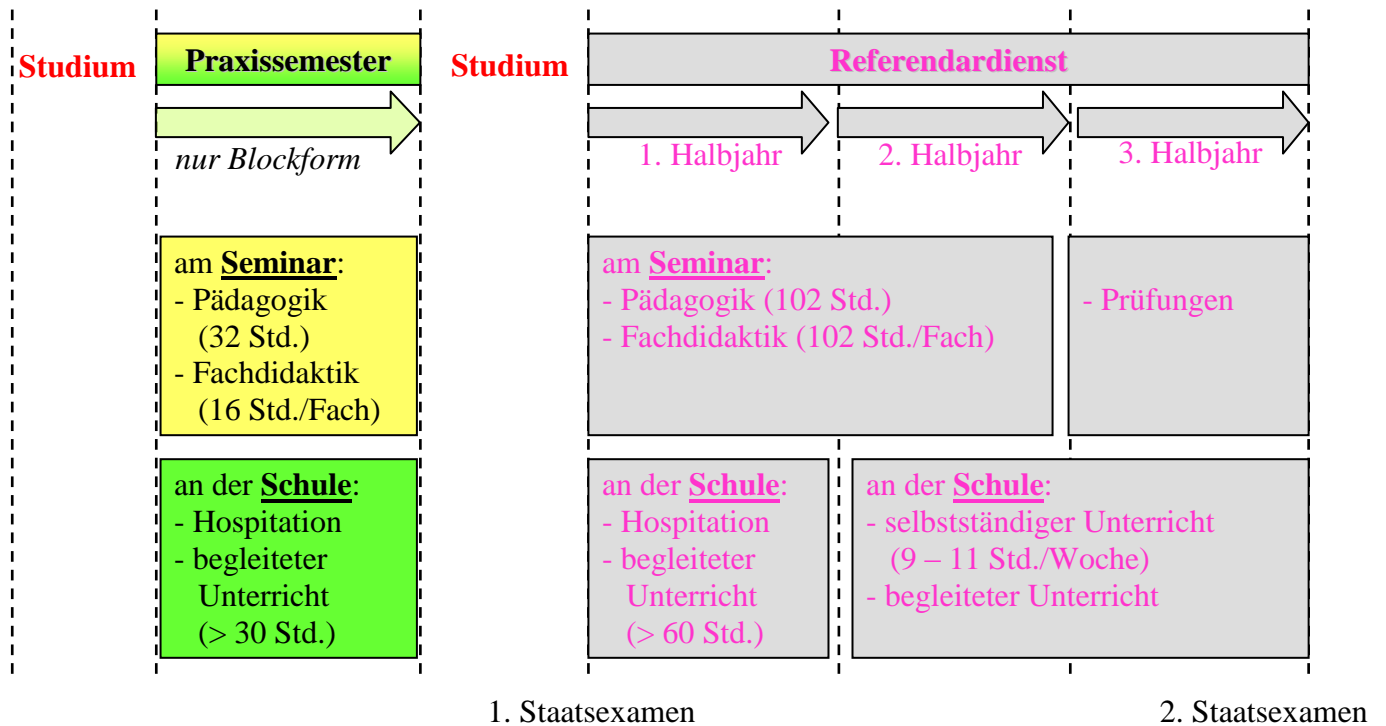 Studium
Praxissemester
Studium
Referendardienst
nur Blockform
1. Halbjahr
2. Halbjahr
3. Halbjahr
am Seminar:
- Pädagogik
(32 Std.)
- Fachdidaktik
(16 Std./Fach)
am Seminar:
- Pädagogik (102 Std.)
- Fachdidaktik (102 Std./Fach)
- Prüfungen
an der Schule:
- Hospitation
- begleiteter
Unterricht
(> 30 Std.)
an der Schule:
- Hospitation
- begleiteter
Unterricht
(> 60 Std.)
an der Schule:
- selbstständiger Unterricht
(9 – 11 Std./Woche)
- begleiteter Unterricht
1. Staatsexamen
2. Staatsexamen